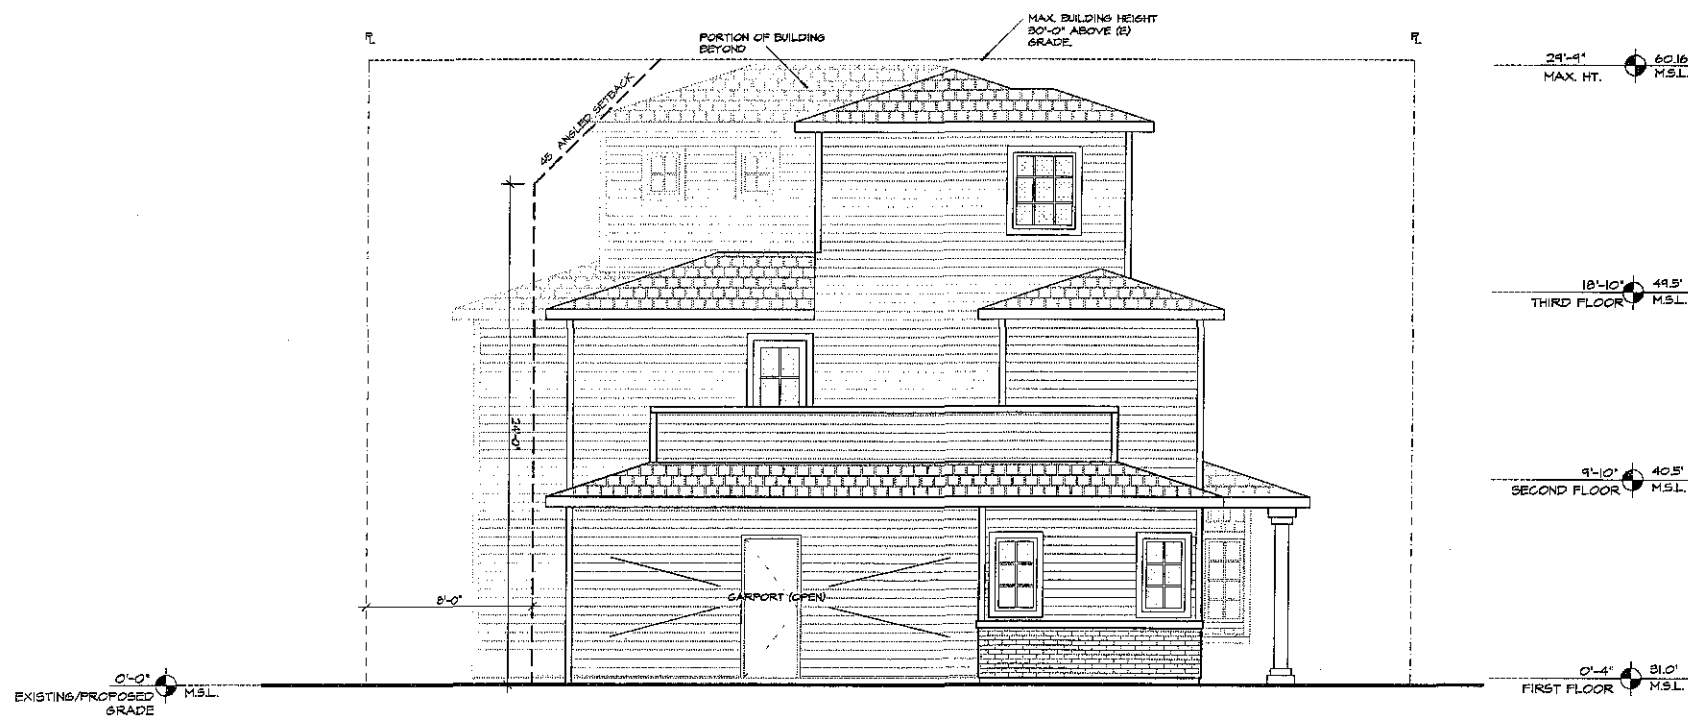 MAX. BUILDING HEIGHT
30'-0" ABOVE (E)
GRADE.
PORTION OF BUILDING
BEYOND
PL
PL
29'-9"
60.16
MAX. HT.
M.S.L.
45 ANGLED SETBACK
18'-10"
49.5'
THIRD FLOOR
M.S.L.
24'-0"
9'-10"
40.5'
SECOND FLOOR
M.S.L.
CARPORT (OPEN)
8'-0"
0'-0"
EXISTING/PROPOSED
M.S.L.
GRADE
0'-4"
31.0'
FIRST FLOOR
M.S.L.